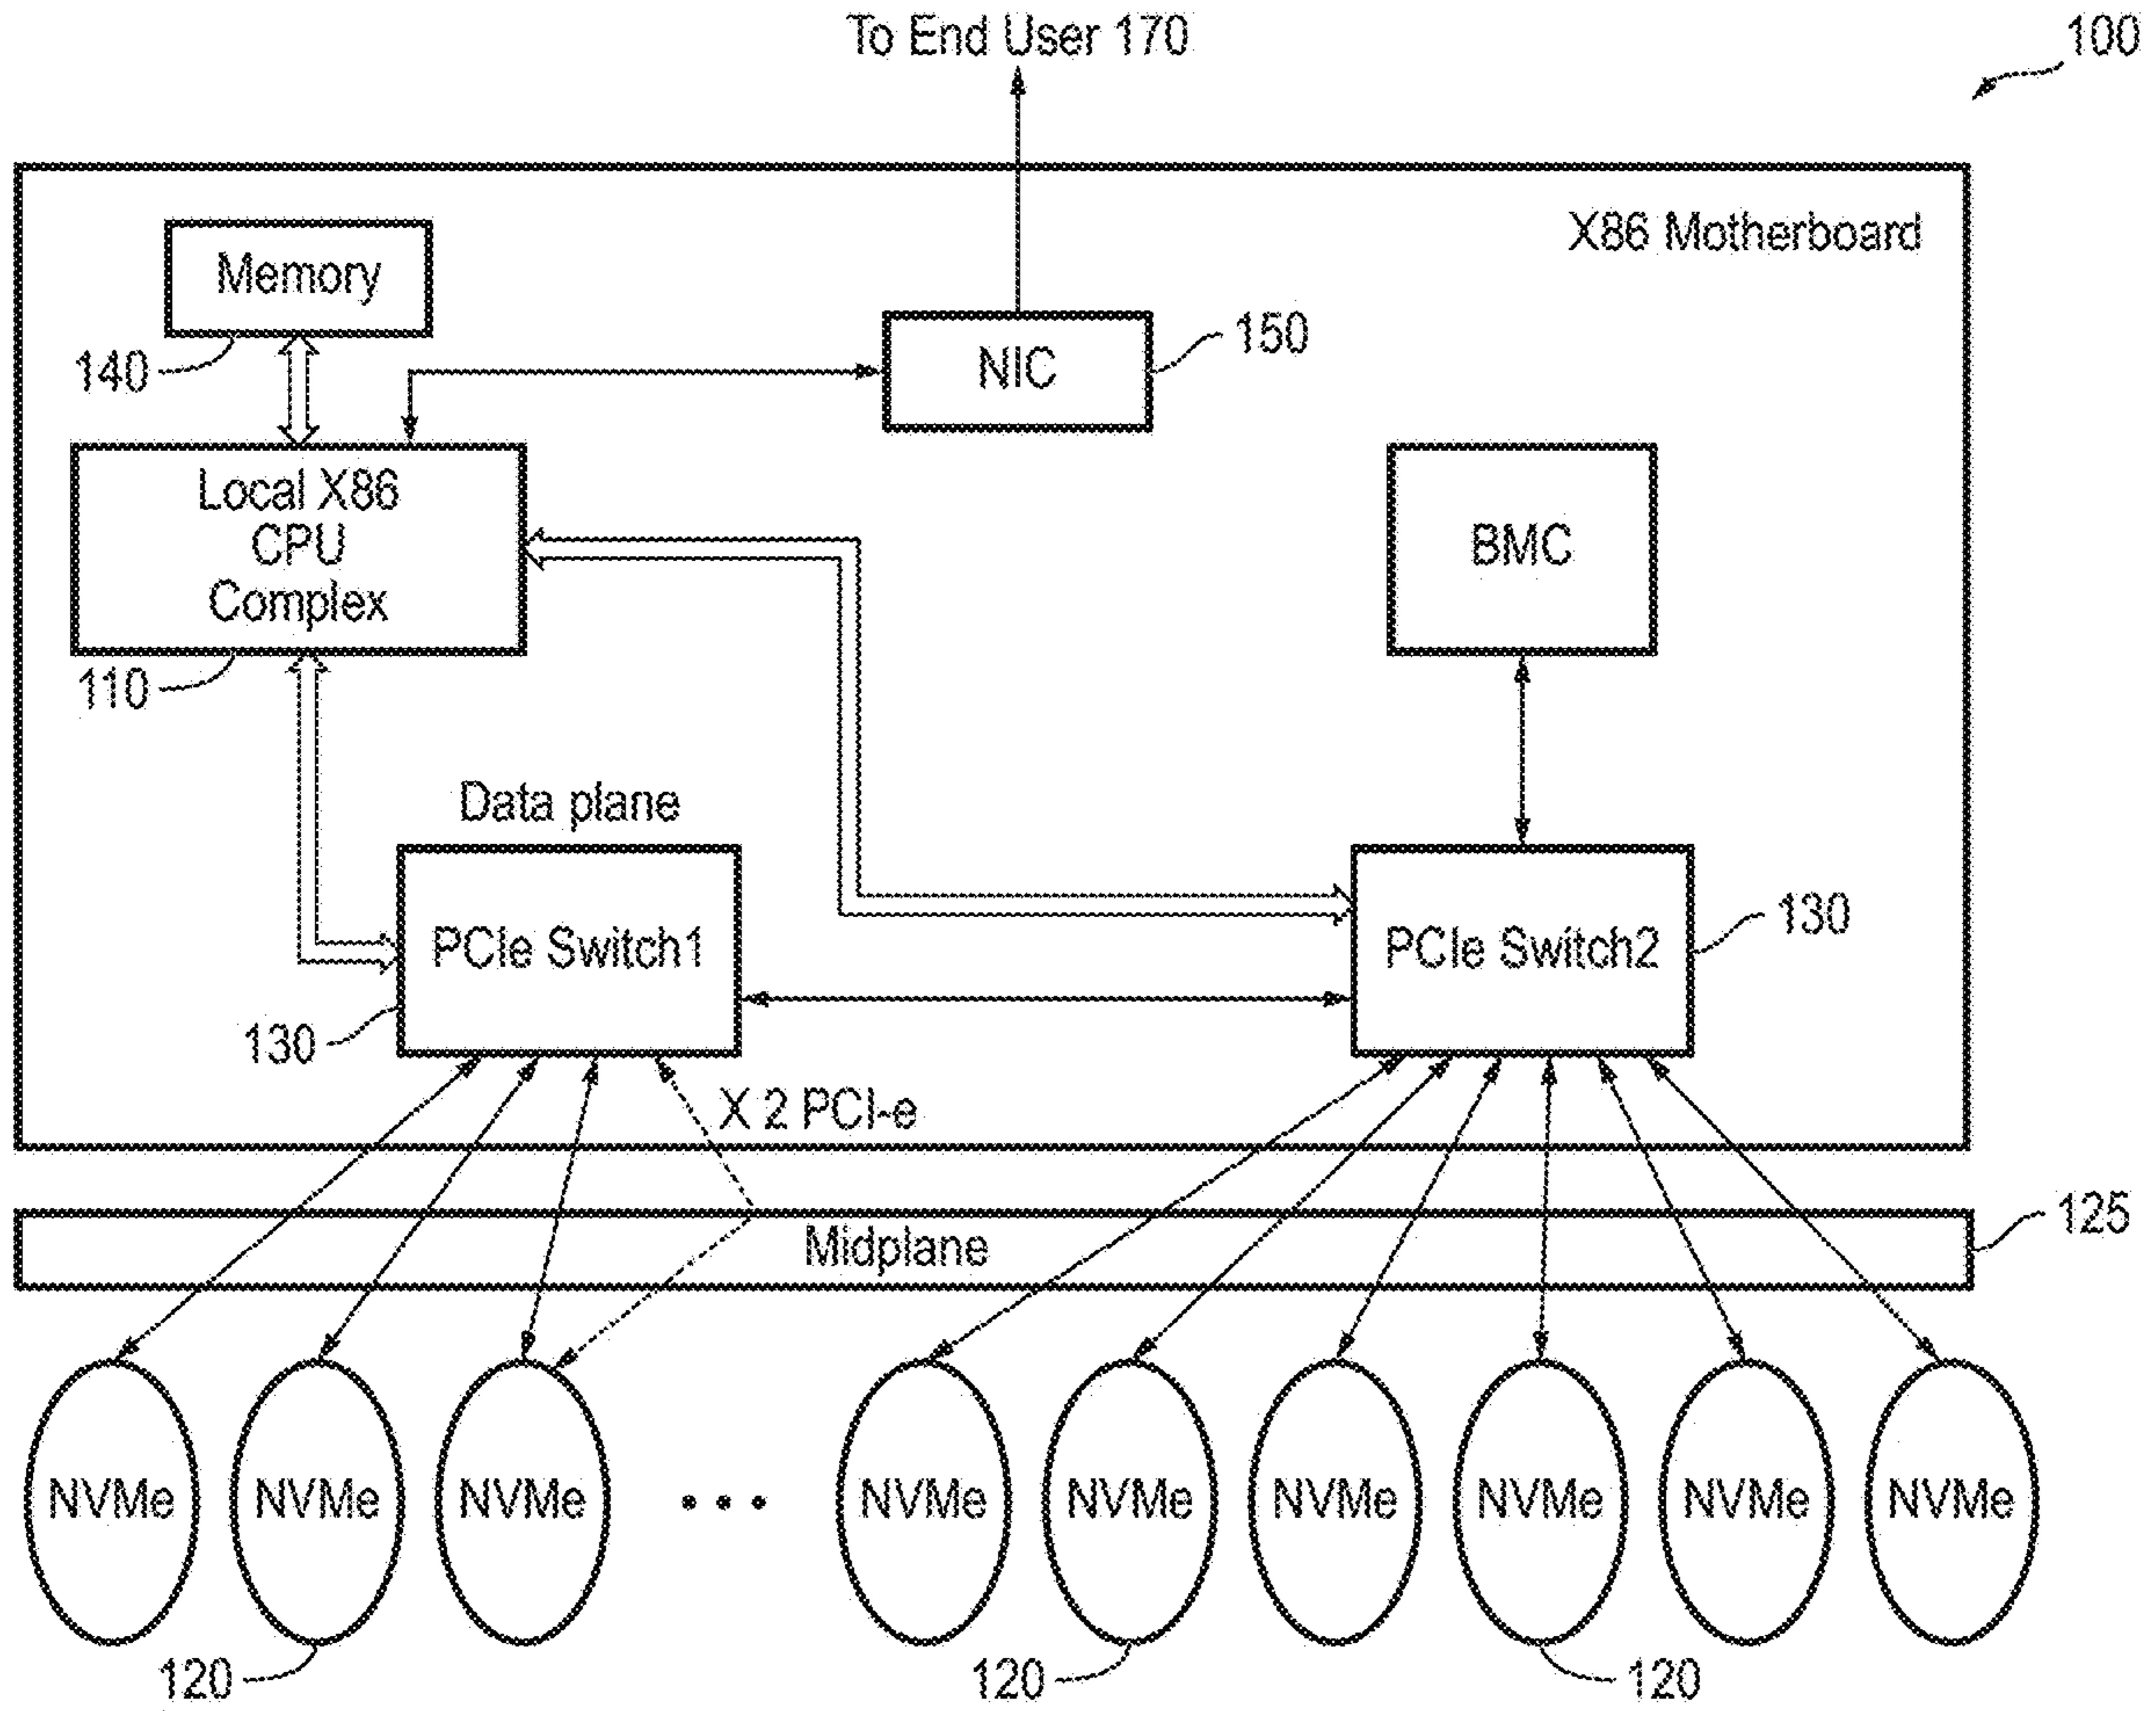 To End User 170
100
X86 Motherboard
Memory
140
NIC
150
Local X86
CPU
Complex
110
BMC
Data plane
PCIe Switch1
130
PCIe Switch2
130
X 2 PCI-e
Midplane
125
NVMe NVMe NVMe ••• NVMe NVMe NVMe NVMe NVMe NVMe
120 120 120